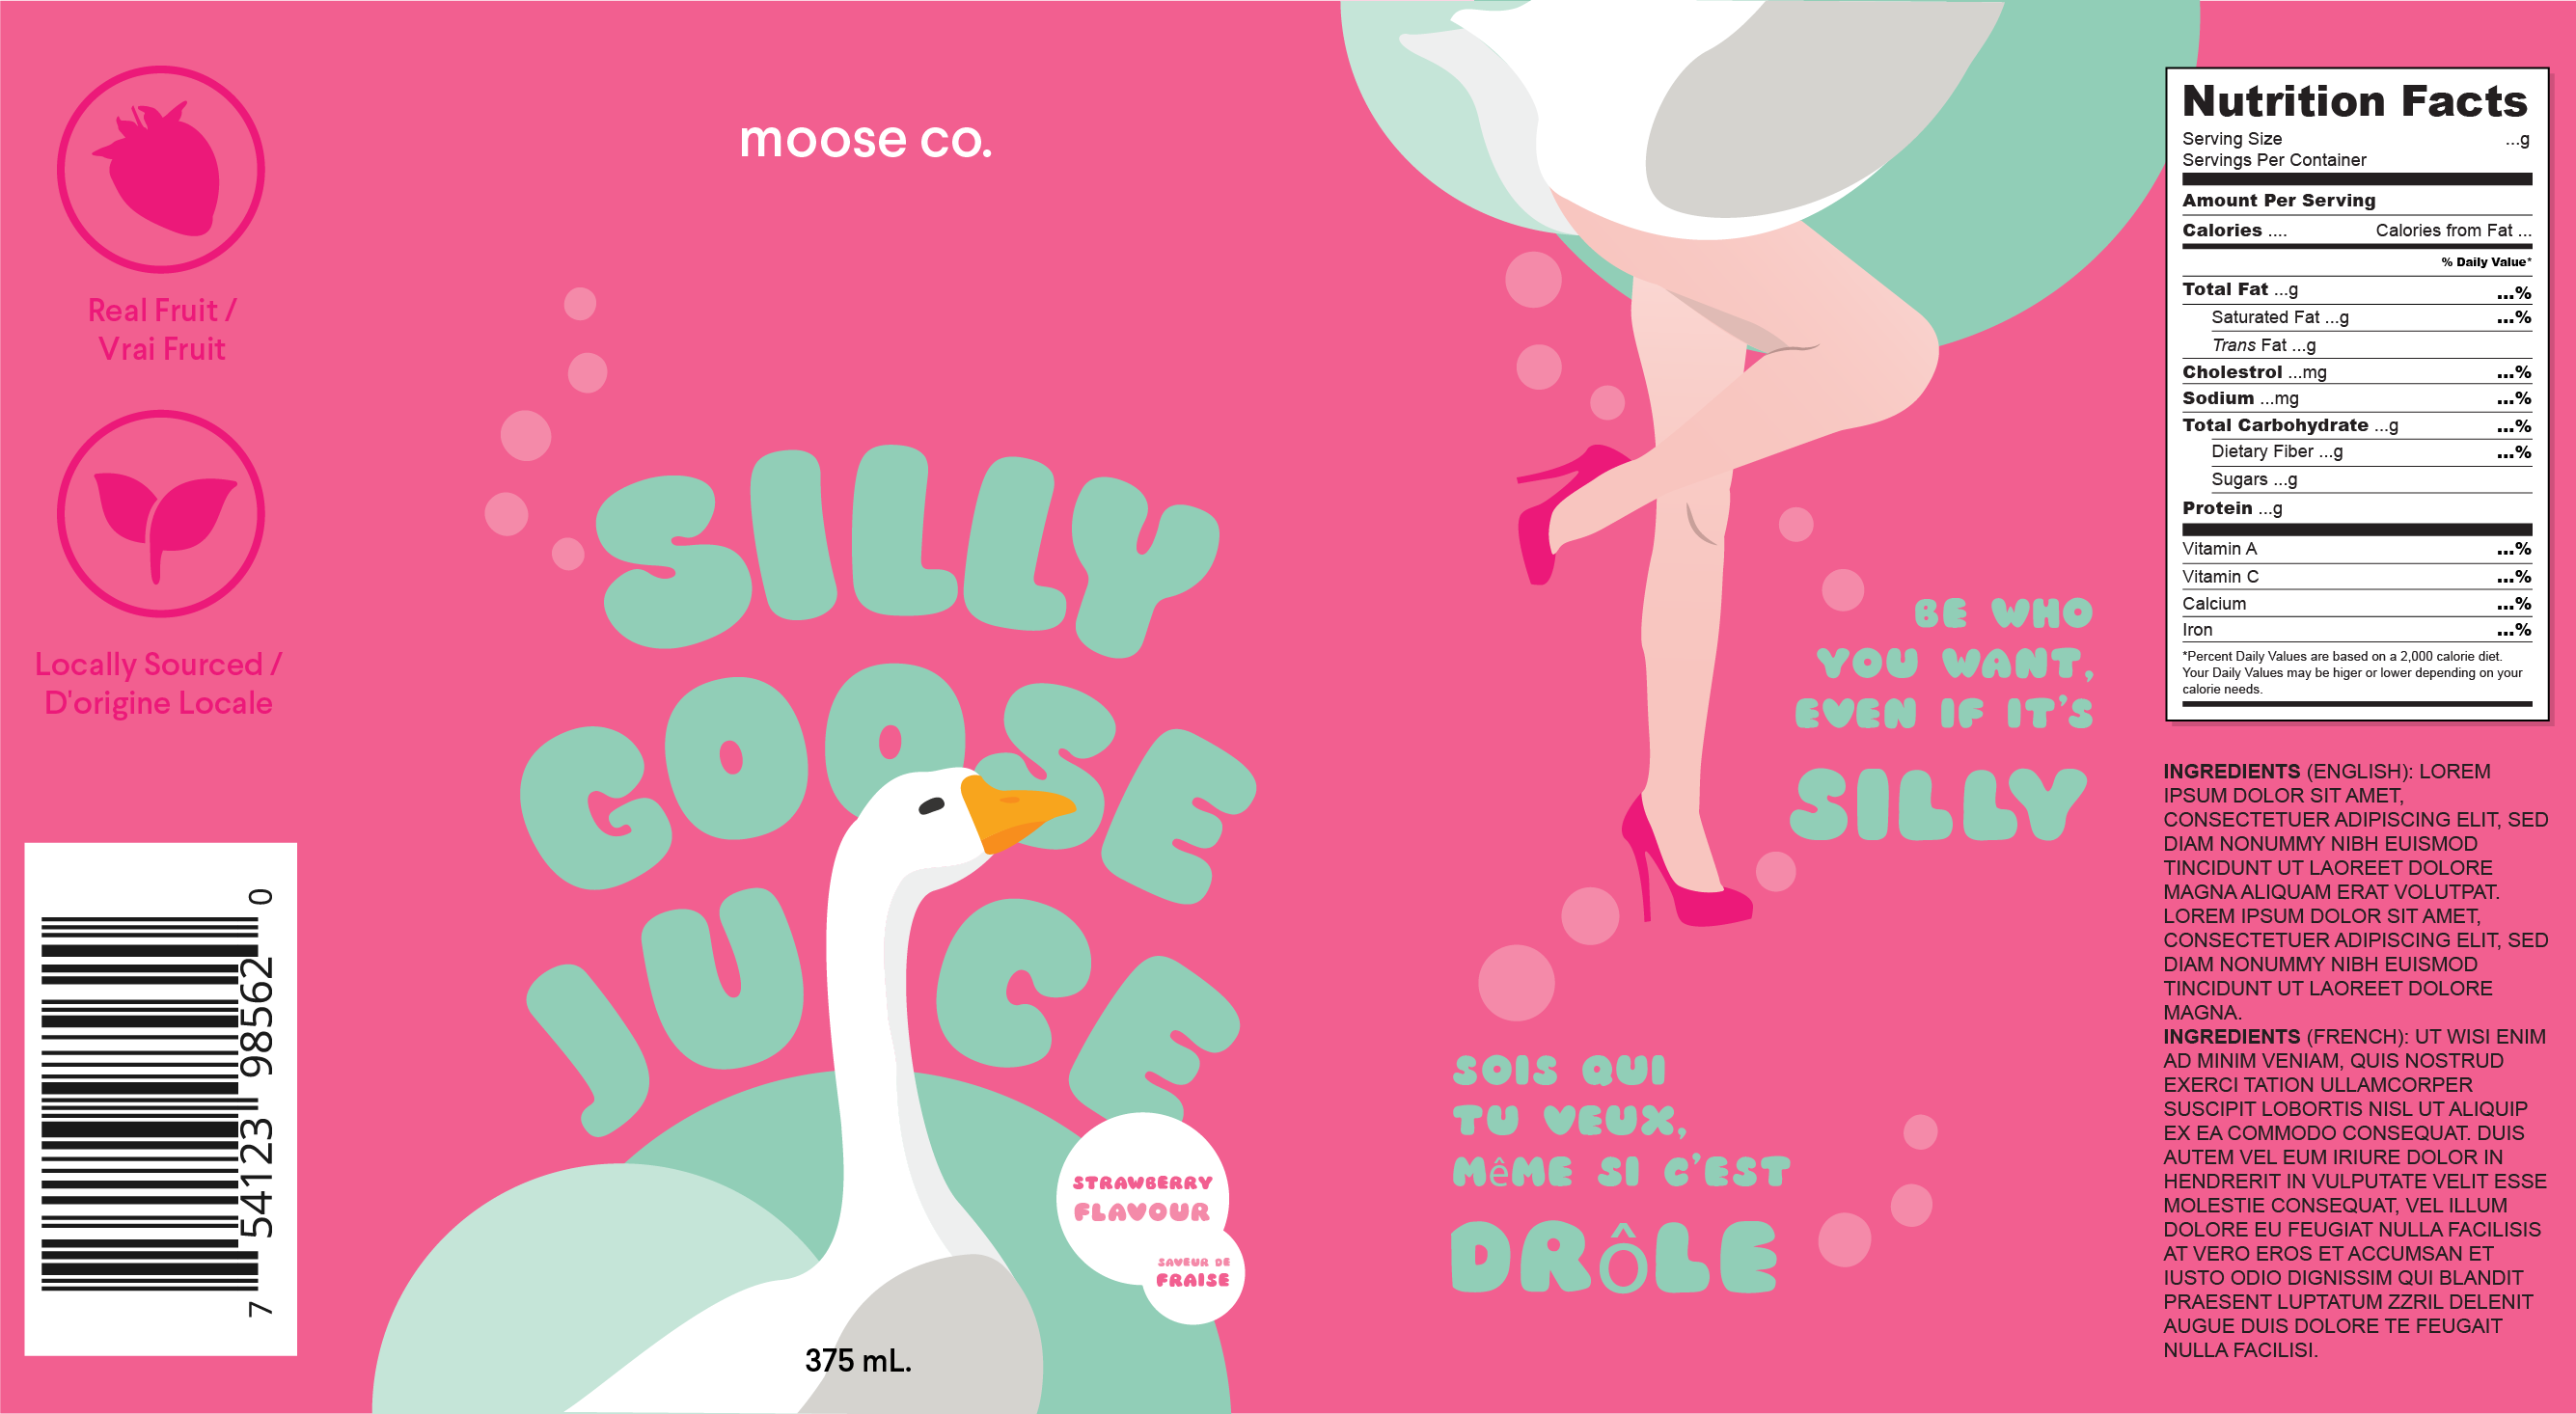 Real Fruit /
Vrai Fruit
Locally Sourced /
D'origine Locale
7 54123 98562 0
moose co.
SILLY
GOOSE
JUICE
STRAWBERRY
FLAVOUR
SAVEUR DE
FRAISE
375 mL.
BE WHO
YOU WANT,
EVEN IF IT'S
SILLY
SOIS QUI
TU VEUX,
MêME SI C'EST
DRÔLE
Nutrition Facts
Serving Size ...g
Servings Per Container
Amount Per Serving
Calories .... Calories from Fat ...
% Daily Value*
Total Fat ...g ...%
Saturated Fat ...g ...%
Trans Fat ...g
Cholestrol ...mg ...%
Sodium ...mg ...%
Total Carbohydrate ...g ...%
Dietary Fiber ...g ...%
Sugars ...g
Protein ...g
Vitamin A ...%
Vitamin C ...%
Calcium ...%
Iron ...%
*Percent Daily Values are based on a 2,000 calorie diet.
Your Daily Values may be higer or lower depending on your
calorie needs.
INGREDIENTS (ENGLISH): LOREM
IPSUM DOLOR SIT AMET,
CONSECTETUER ADIPISCING ELIT, SED
DIAM NONUMMY NIBH EUISMOD
TINCIDUNT UT LAOREET DOLORE
MAGNA ALIQUAM ERAT VOLUTPAT.
LOREM IPSUM DOLOR SIT AMET,
CONSECTETUER ADIPISCING ELIT, SED
DIAM NONUMMY NIBH EUISMOD
TINCIDUNT UT LAOREET DOLORE
MAGNA.
INGREDIENTS (FRENCH): UT WISI ENIM
AD MINIM VENIAM, QUIS NOSTRUD
EXERCI TATION ULLAMCORPER
SUSCIPIT LOBORTIS NISL UT ALIQUIP
EX EA COMMODO CONSEQUAT. DUIS
AUTEM VEL EUM IRIURE DOLOR IN
HENDRERIT IN VULPUTATE VELIT ESSE
MOLESTIE CONSEQUAT, VEL ILLUM
DOLORE EU FEUGIAT NULLA FACILISIS
AT VERO EROS ET ACCUMSAN ET
IUSTO ODIO DIGNISSIM QUI BLANDIT
PRAESENT LUPTATUM ZZRIL DELENIT
AUGUE DUIS DOLORE TE FEUGAIT
NULLA FACILISI.